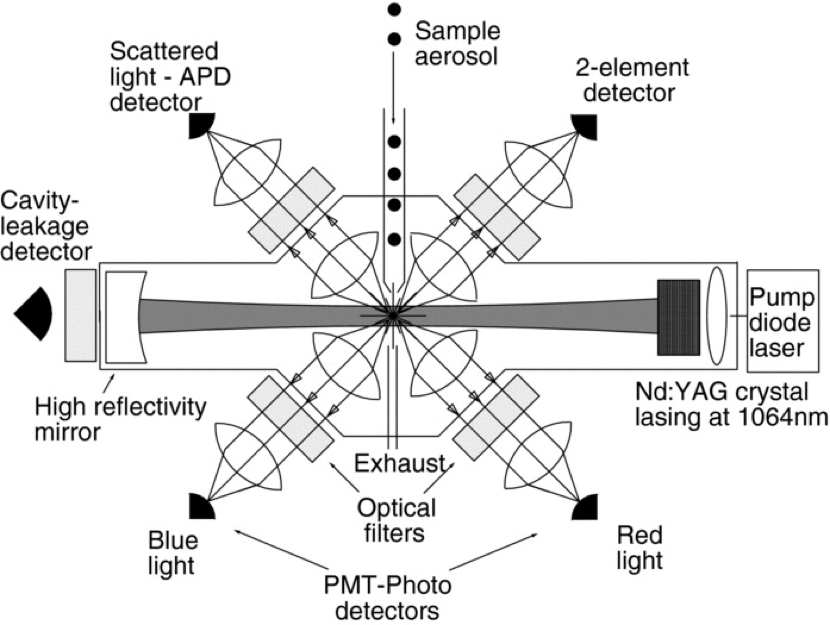 Scattered
light - APD
detector
Sample
aerosol
2-element
detector
Cavity-
leakage
detector
Pump
diode
laser
High reflectivity
mirror
Nd:YAG crystal
lasing at 1064nm
Exhaust
Optical
filters
Blue
light
Red
light
PMT-Photo
detectors